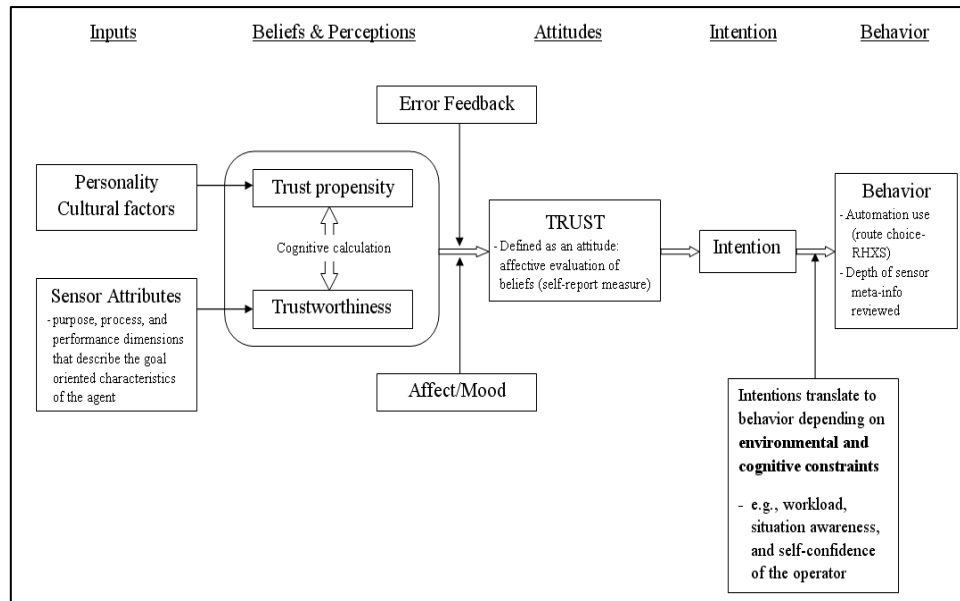 Inputs
Beliefs & Perceptions
Attitudes
Intention
Behavior
Error Feedback
Personality
Cultural factors
Trust propensity
Cognitive calculation
Trustworthiness
Sensor Attributes
- purpose, process, and
performance dimensions
that describe the goal
oriented characteristics
of the agent
TRUST
- Defined as an attitude:
affective evaluation of
beliefs (self-report measure)
Affect/Mood
Intention
Behavior
- Automation use
(route choice-
RHXS)
- Depth of sensor
meta-info
reviewed
Intentions translate to
behavior depending on
environmental and
cognitive constraints
- e.g., workload,
situation awareness,
and self-confidence
of the operator